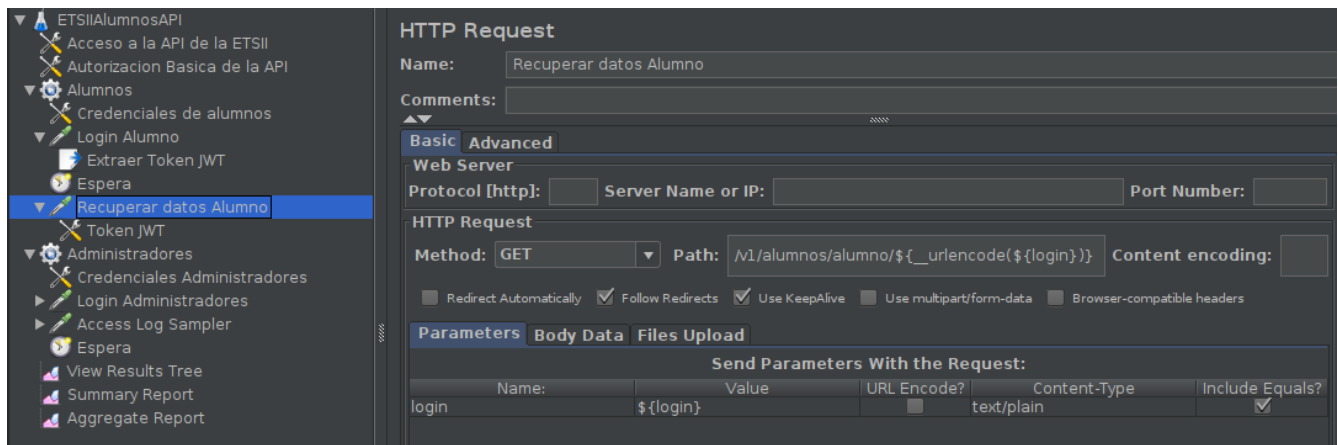 ETSIIAlumnosAPI
Acceso a la API de la ETSII
Autorizacion Basica de la API
Alumnos
Credenciales de alumnos
Login Alumno
Extraer Token JWT
Espera
Recuperar datos Alumno
Token JWT
Administradores
Credenciales Administradores
Login Administradores
Access Log Sampler
Espera
View Results Tree
Summary Report
Aggregate Report
HTTP Request
Name: Recuperar datos Alumno
Comments:
Basic Advanced
Web Server
Protocol [http]: Server Name or IP: Port Number:
HTTP Request
Method: GET Path: /v1/alumnos/alumno/${__urlencode(${login})} Content encoding:
Redirect Automatically Follow Redirects Use KeepAlive Use multipart/form-data Browser-compatible headers
Parameters Body Data Files Upload
Send Parameters With the Request:
Name: Value URL Encode? Content-Type Include Equals?
login ${login} text/plain